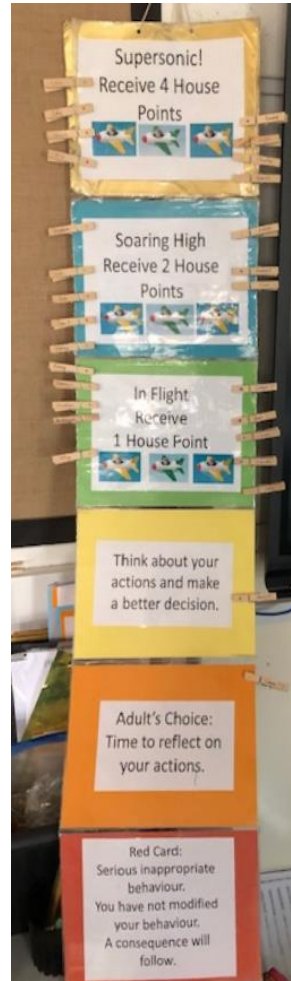 Supersonic!
Receive 4 House
Points
Soaring High
Receive 2 House
Points
In Flight
Receive
1 House Point
Think about your
actions and make
a better decision.
Adult's Choice:
Time to reflect on
your actions.
Red Card:
Serious inappropriate
behaviour.
You have not modified
your behaviour.
A consequence will
follow.